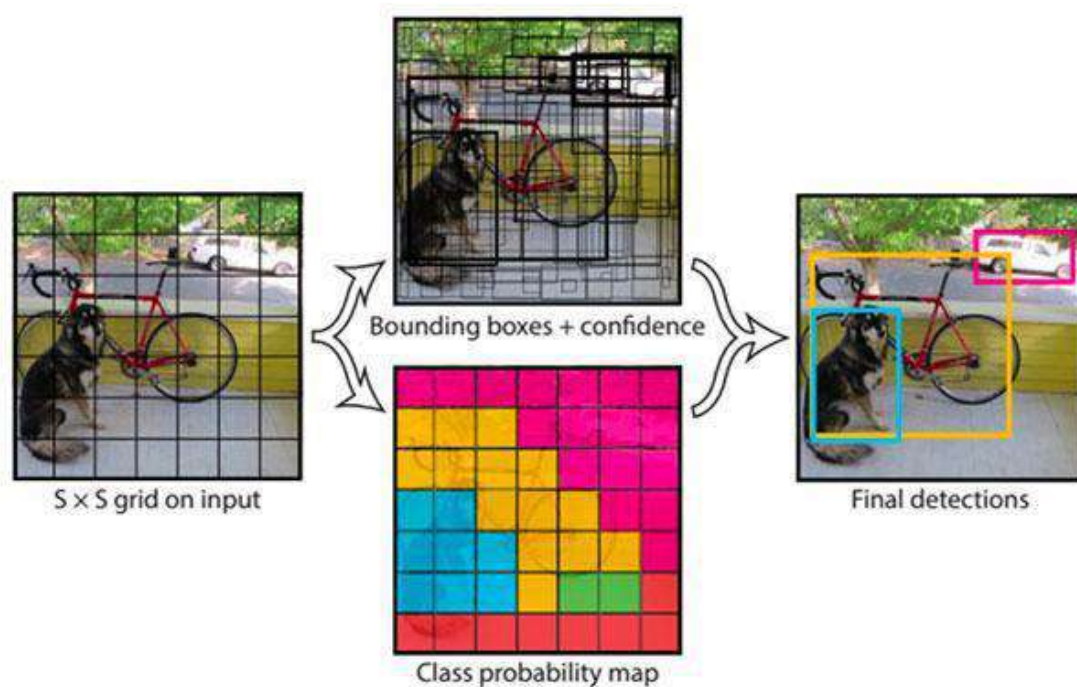 Bounding boxes + confidence
S × S grid on input
Final detections
Class probability map